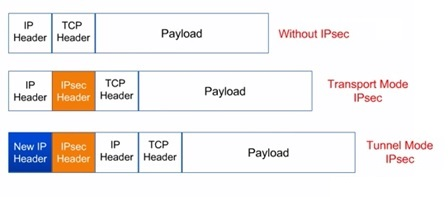 IP
Header
TCP
Header
Payload
Without IPsec
IP
Header
IPsec
Header
TCP
Header
Payload
Transport Mode
IPsec
New IP
Header
IPsec
Header
IP
Header
TCP
Header
Payload
Tunnel Mode
IPsec